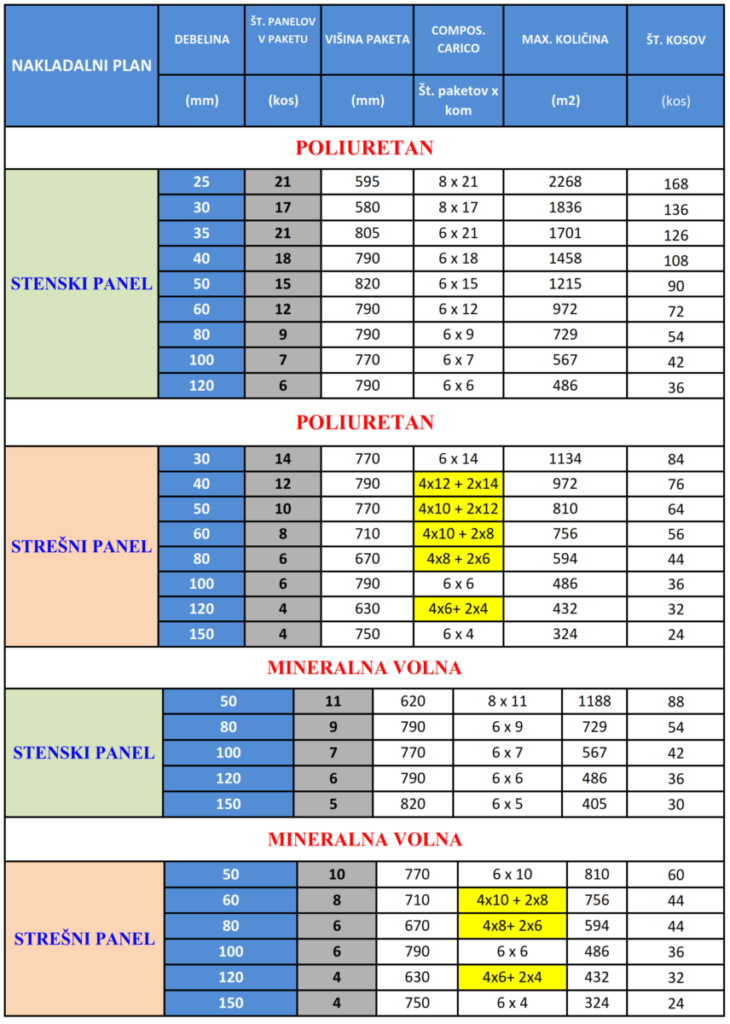 NAKLADALNI PLAN DEBELINA ŠT. PANELOV V PAKETU VIŠINA PAKETA COMPOS. CARICO MAX. KOLIČINA ŠT. KOSOV
(mm) (kos) (mm) Št. paketov x kom (m2) (kos)
POLIURETAN
STENSKI PANEL
25 21 595 8 x 21 2268 168
30 17 580 8 x 17 1836 136
35 21 805 6 x 21 1701 126
40 18 790 6 x 18 1458 108
50 15 820 6 x 15 1215 90
60 12 790 6 x 12 972 72
80 9 790 6 x 9 729 54
100 7 770 6 x 7 567 42
120 6 790 6 x 6 486 36
POLIURETAN
STREŠNI PANEL
30 14 770 6 x 14 1134 84
40 12 790 4x12 + 2x14 972 76
50 10 770 4x10 + 2x12 810 64
60 8 710 4x10 + 2x8 756 56
80 6 670 4x8 + 2x6 594 44
100 6 790 6 x 6 486 36
120 4 630 4x6+ 2x4 432 32
150 4 750 6 x 4 324 24
MINERALNA VOLNA
STENSKI PANEL
50 11 620 8 x 11 1188 88
80 9 790 6 x 9 729 54
100 7 770 6 x 7 567 42
120 6 790 6 x 6 486 36
150 5 820 6 x 5 405 30
MINERALNA VOLNA
STREŠNI PANEL
50 10 770 6 x 10 810 60
60 8 710 4x10 + 2x8 756 44
80 6 670 4x8+ 2x6 594 44
100 6 790 6 x 6 486 36
120 4 630 4x6+ 2x4 432 32
150 4 750 6 x 4 324 24